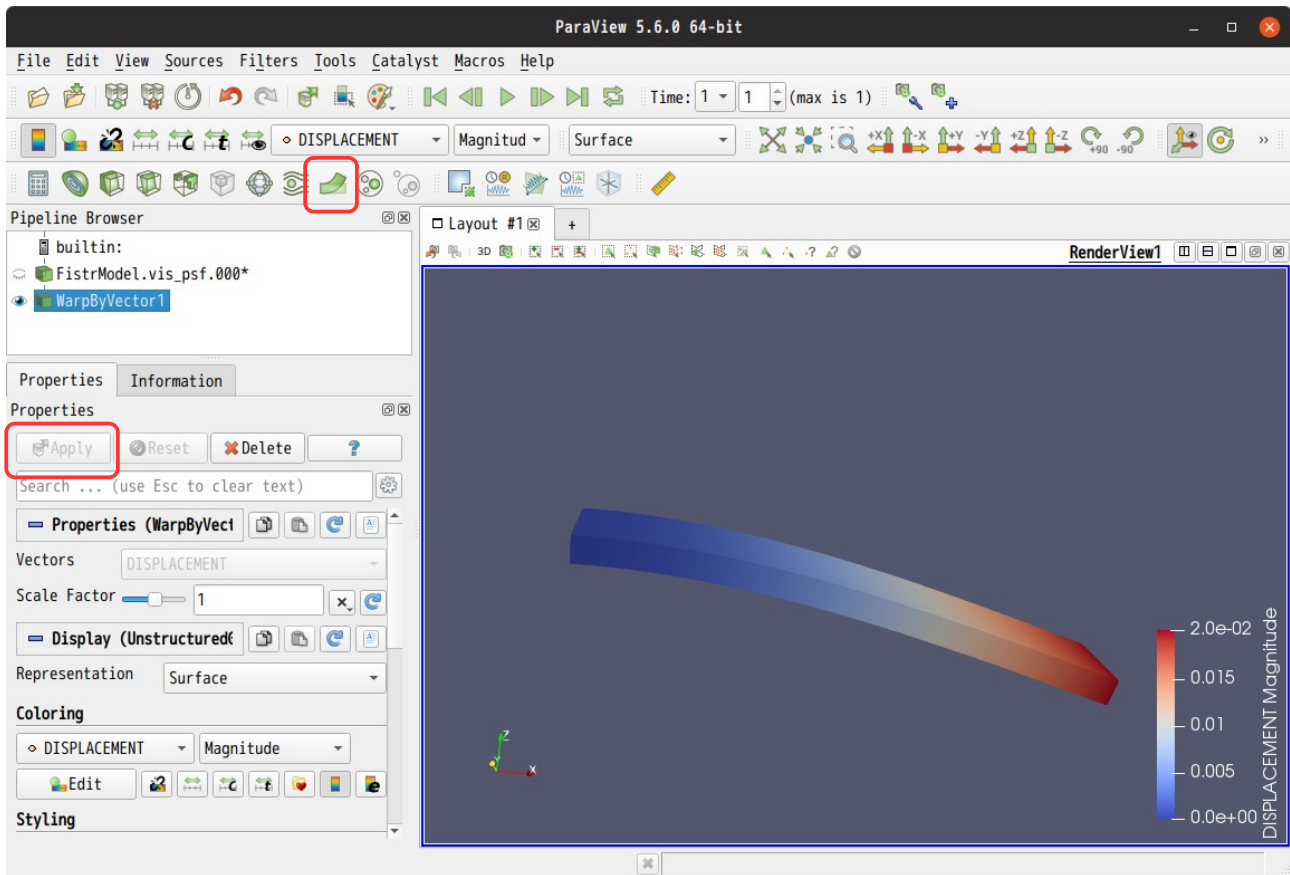 ParaView 5.6.0 64-bit
File Edit View Sources Filters Tools Catalyst Macros Help
Time: 1 1 (max is 1)
DISPLACEMENT Magnitud Surface +X -X +Y -Y +Z -Z +90 -90 »
Pipeline Browser
builtin:
FistrModel.vis_psf.000*
WarpByVector1
Layout #1 +
3D RenderView1
Properties Information
Properties
Apply Reset Delete ?
Search ... (use Esc to clear text)
Properties (WarpByVect
Vectors DISPLACEMENT
Scale Factor 1
Display (Unstructured
Representation Surface
Coloring
DISPLACEMENT Magnitude
Edit
Styling
2.0e-02
0.015
0.01
0.005
0.0e+00
DISPLACEMENT Magnitude
Z
Y
X